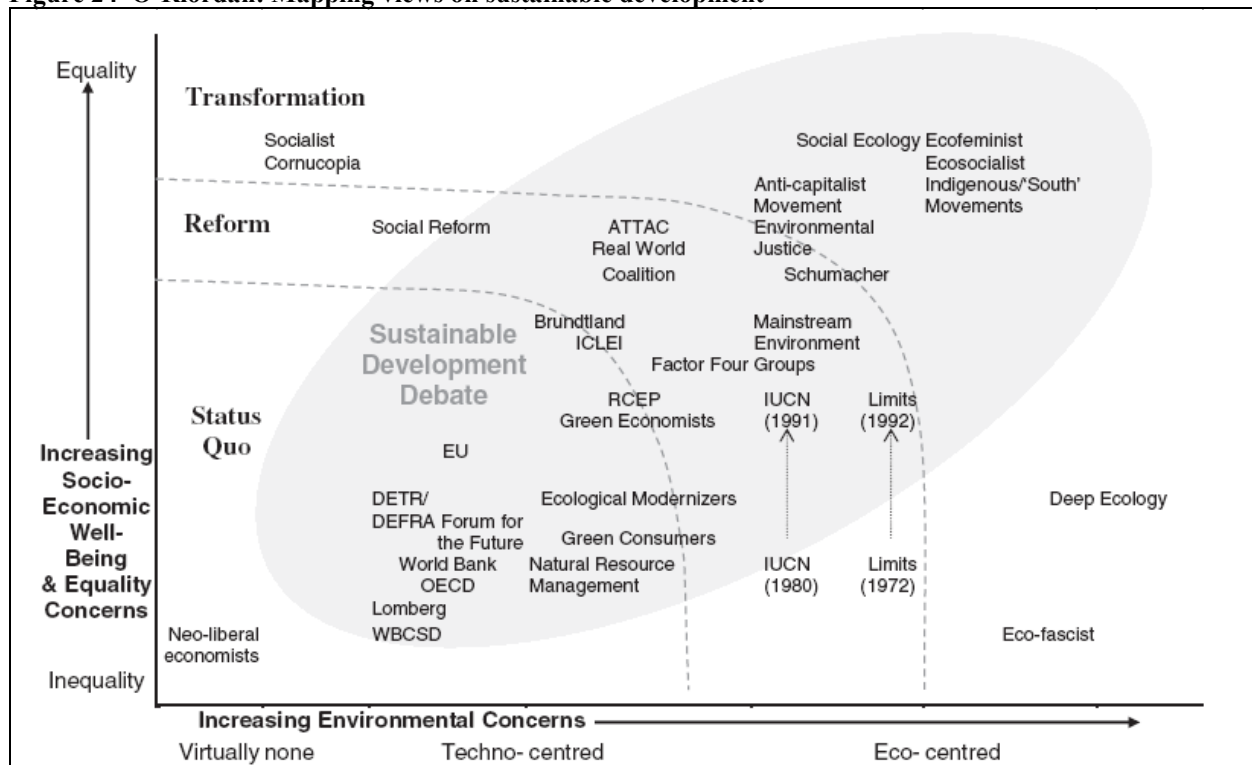 Figure 24 O'Riordan: Mapping views on sustainable development
Equality
Transformation
Socialist
Cornucopia
Social Ecology Ecofeminist
Ecosocialist
Indigenous/'South'
Movements
Anti-capitalist
Movement
Environmental
Justice
Reform
Social Reform
ATTAC
Real World
Coalition
Schumacher
Sustainable
Development
Debate
Brundtland
ICLEI
Mainstream
Environment
Factor Four Groups
Status
Quo
RCEP
Green Economists
IUCN
(1991)
Limits
(1992)
EU
Increasing
Socio-
Economic
Well-
Being
& Equality
Concerns
DETR/
DEFRA Forum for
the Future
Ecological Modernizers
Green Consumers
Deep Ecology
World Bank
OECD
Natural Resource
Management
IUCN
(1980)
Limits
(1972)
Lomberg
WBCSD
Neo-liberal
economists
Eco-fascist
Inequality
Increasing Environmental Concerns
Virtually none
Techno- centred
Eco- centred